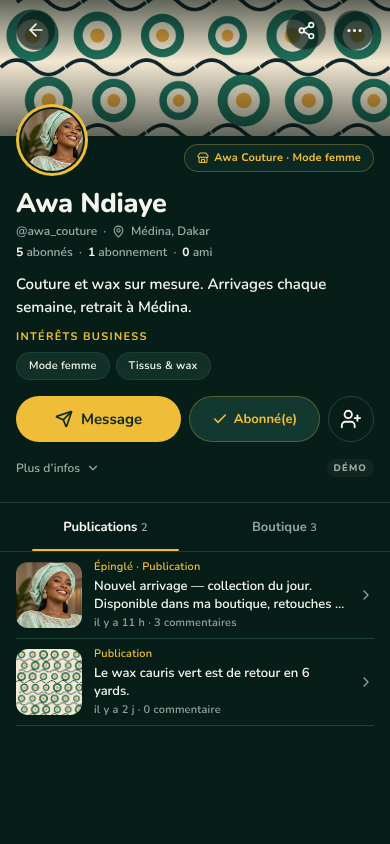 Awa Couture · Mode femme
Awa Ndiaye
@awa_couture · Médina, Dakar
5 abonnés · 1 abonnement · 0 ami
Couture et wax sur mesure. Arrivages chaque
semaine, retrait à Médina.
INTÉRÊTS BUSINESS
Mode femme Tissus & wax
Message Abonné(e)
Plus d'infos DÉMO
Publications 2 Boutique 3
Épinglé · Publication
Nouvel arrivage — collection du jour.
Disponible dans ma boutique, retouches ...
il y a 11 h · 3 commentaires
Publication
Le wax cauris vert est de retour en 6
yards.
il y a 2 j · 0 commentaire